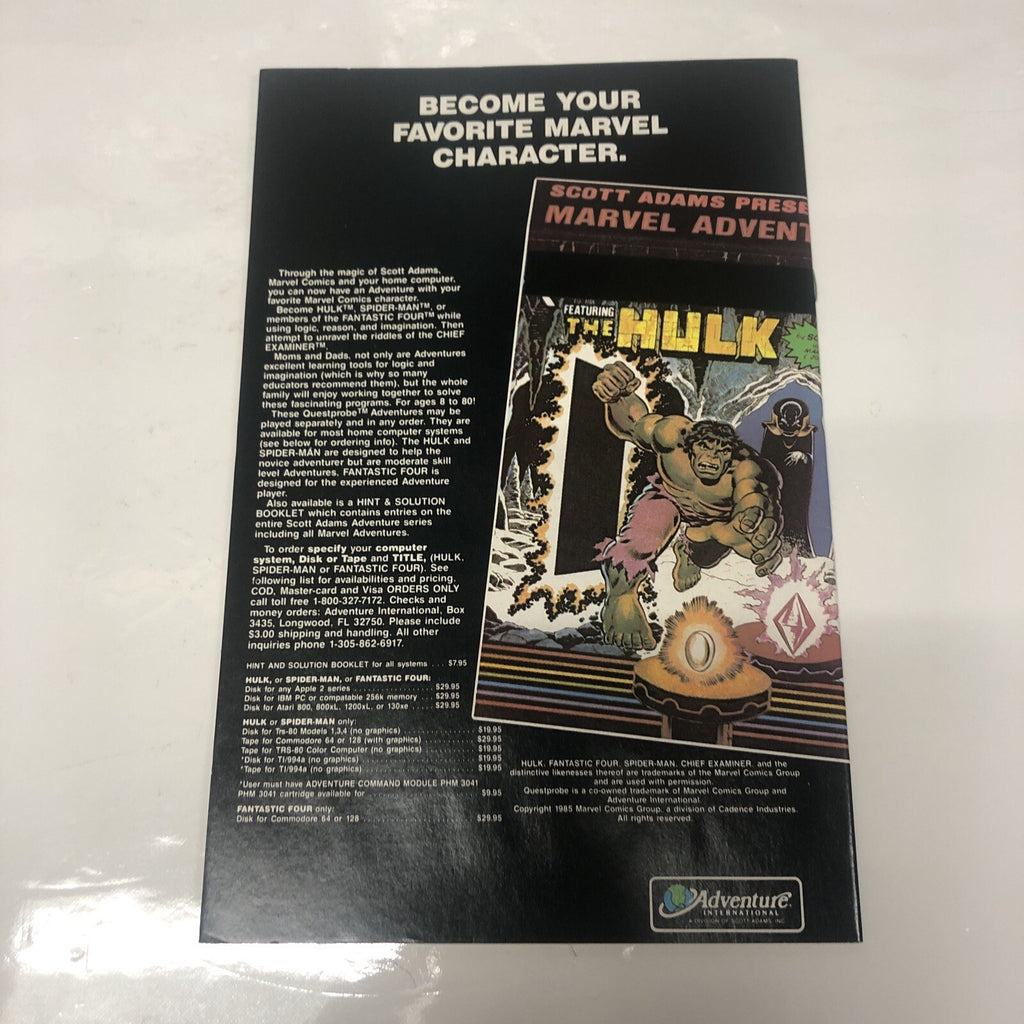 BECOME YOUR
FAVORITE MARVEL
CHARACTER.
SCOTT ADAMS PRESE
MARVEL ADVENT
FEATURING
THE HULK
Through the magic of Scott Adams,
Marvel Comics and your home computer,
you can now have an Adventure with your
favorite Marvel Comics character.
Become HULK™, SPIDER-MAN™, or
members of the FANTASTIC FOUR™ while
using logic, reason, and imagination. Then
attempt to unravel the riddles of the CHIEF
EXAMINER™.
Moms and Dads, not only are Adventures
excellent learning tools for logic and
imagination (which is why so many
educators recommend them), but the whole
family will enjoy working together to solve
these fascinating programs. For ages 8 to 80!
These Questprobe™ Adventures may be
played separately and in any order. They are
available for most home computer systems
(see below for ordering info). The HULK and
SPIDER-MAN are designed to help the
novice adventurer but are moderate skill
level Adventures. FANTASTIC FOUR is
designed for the experienced Adventure
player.
Also available is a HINT & SOLUTION
BOOKLET which contains entries on the
entire Scott Adams Adventure series
including all Marvel Adventures.
To order specify your computer
system, Disk or Tape and TITLE, (HULK,
SPIDER-MAN or FANTASTIC FOUR). See
following list for availabilities and pricing.
COD, Master-card and Visa ORDERS ONLY
call toll free 1-800-327-7172. Checks and
money orders: Adventure International, Box
3435, Longwood, FL 32750. Please include
$3.00 shipping and handling. All other
inquiries phone 1-305-862-6917.
HINT AND SOLUTION BOOKLET for all systems . . . $7.95
HULK, or SPIDER-MAN, or FANTASTIC FOUR:
Disk for any Apple 2 series . . . . . . . . . . . . . . . . . $29.95
Disk for IBM PC or compatable 256k memory . . . $29.95
Disk for Atari 800, 800xL, 1200xL, or 130xe . . . . . $29.95
HULK or SPIDER-MAN only:
Disk for Trs-80 Models 1,3,4 (no graphics) $19.95
Tape for Commodore 64 or 128 (with graphics) $29.95
Tape for TRS-80 Color Computer (no graphics) $19.95
*Disk for TI/994a (no graphics) $19.95
*Tape for TI/994a (no graphics) $19.95
*User must have ADVENTURE COMMAND MODULE PHM 3041
PHM 3041 cartridge available for $9.95
FANTASTIC FOUR only:
Disk for Commodore 64 or 128 $29.95
HULK, FANTASTIC FOUR, SPIDER-MAN, CHIEF EXAMINER, and the
distinctive likenesses thereof are trademarks of the Marvel Comics Group
and are used with permission.
Questprobe is a co-owned trademark of Marvel Comics Group and
Adventure International.
Copyright 1985 Marvel Comics Group, a division of Cadence Industries.
All rights reserved.
Adventure
INTERNATIONAL
A DIVISION OF SCOTT ADAMS, INC.